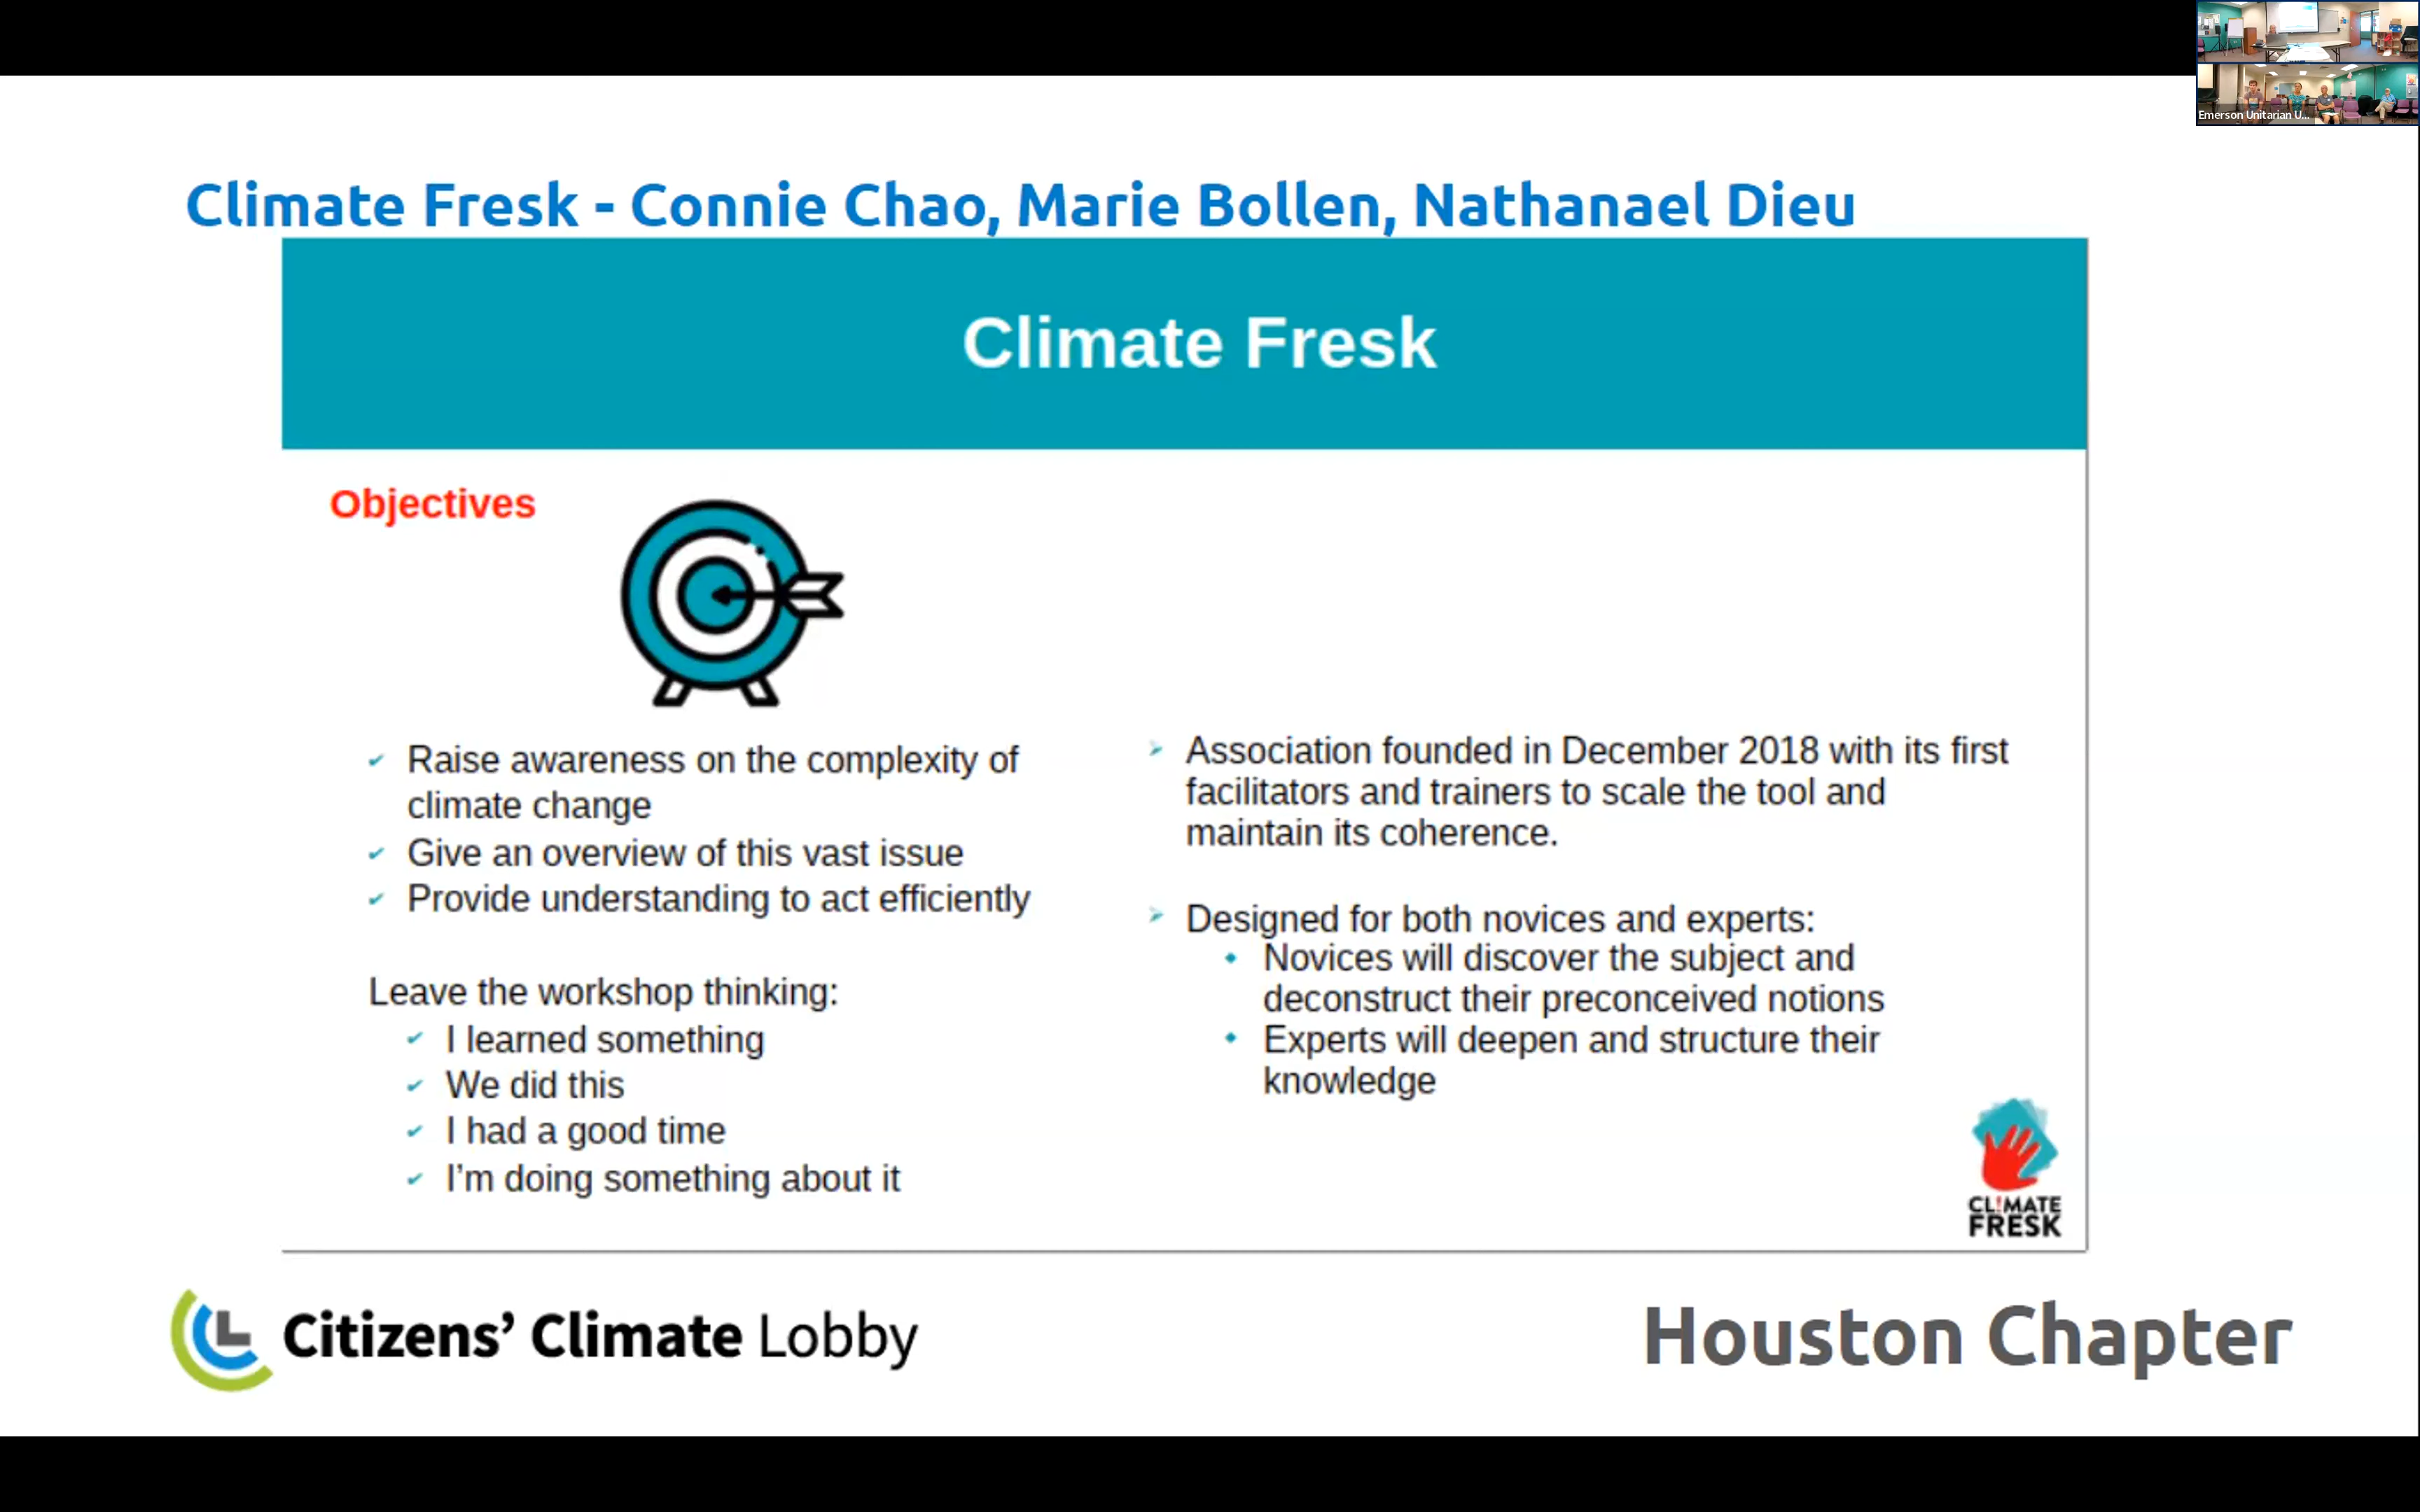 Emerson Unitarian U...
Climate Fresk - Connie Chao, Marie Bollen, Nathanael Dieu
Climate Fresk
Objectives
Raise awareness on the complexity of
climate change
Give an overview of this vast issue
Provide understanding to act efficiently
Leave the workshop thinking:
I learned something
We did this
I had a good time
I’m doing something about it
Association founded in December 2018 with its first
facilitators and trainers to scale the tool and
maintain its coherence.
Designed for both novices and experts:
Novices will discover the subject and
deconstruct their preconceived notions
Experts will deepen and structure their
knowledge
CL!MATE
FRESK
Citizens’ Climate Lobby
Houston Chapter